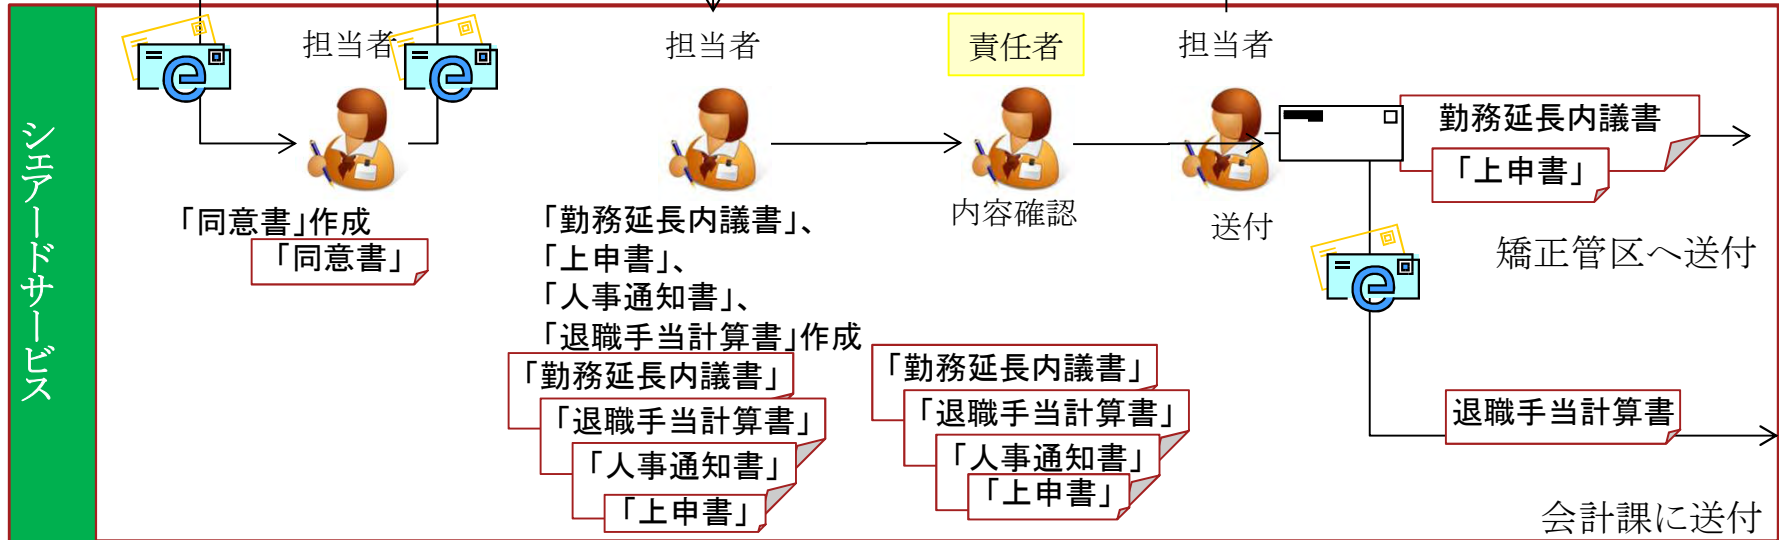 シェアードサービス
担当者
担当者
責任者
担当者
「同意書」作成
「同意書」
「勤務延長内議書」、
「上申書」、
「人事通知書」、
「退職手当計算書」作成
「勤務延長内議書」
「退職手当計算書」
「人事通知書」
「上申書」
内容確認
「勤務延長内議書」
「退職手当計算書」
「人事通知書」
「上申書」
送付
勤務延長内議書
「上申書」
矯正管区へ送付
退職手当計算書
会計課に送付